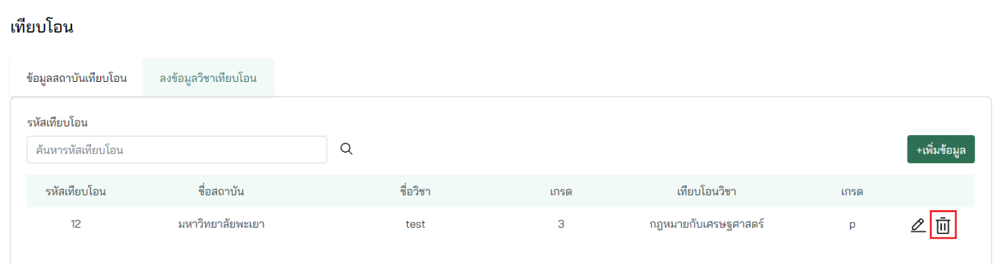 เทียบโอน
ข้อมูลสถาบันเทียบโอน ลงข้อมูลวิชาเทียบโอน
รหัสเทียบโอน
ค้นหารหัสเทียบโอน +เพิ่มข้อมูล
รหัสเทียบโอน ชื่อสถาบัน ชื่อวิชา เกรด เทียบโอนวิชา เกรด
12 มหาวิทยาลัยพะเยา test 3 กฎหมายกับเศรษฐศาสตร์ p